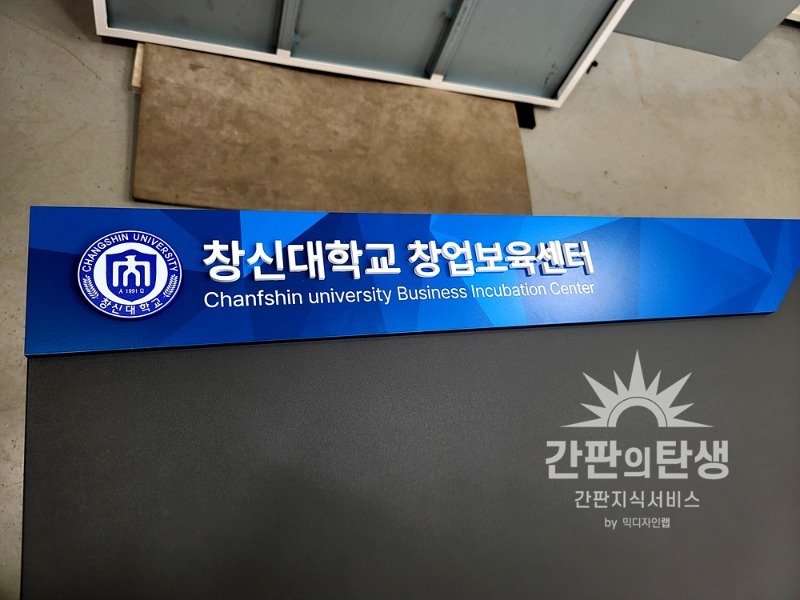 CHANGSHIN UNIVERSITY
A 1991 Ω
창신대학교
창신대학교 창업보육센터
Chanfshin university Business Incubation Center
간판의탄생
간판지식서비스
by 믹디자인랩